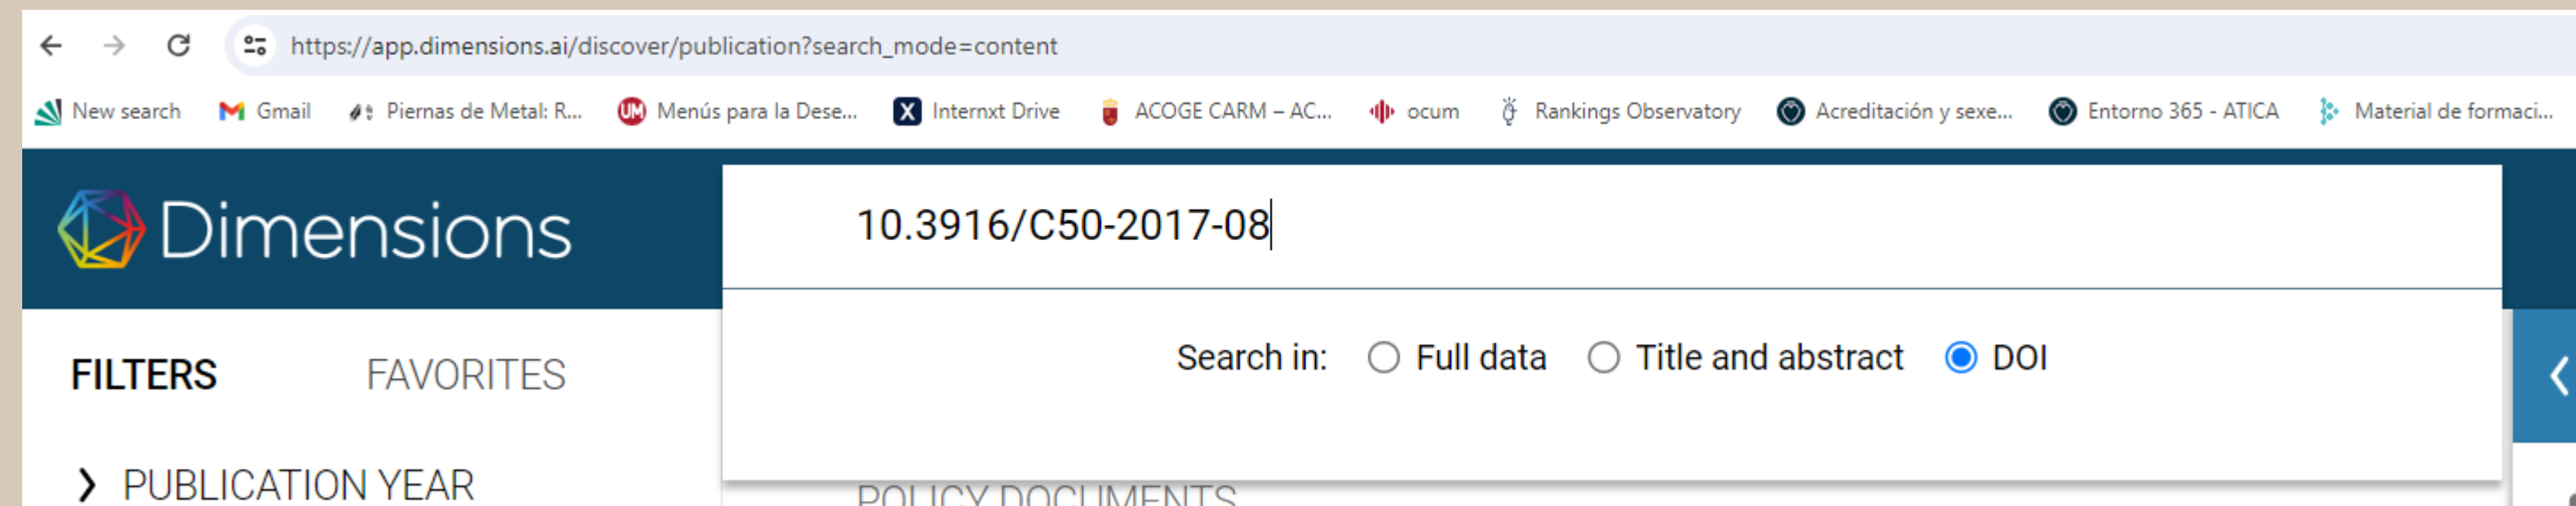 https://app.dimensions.ai/discover/publication?search_mode=content
New search Gmail Piernas de Metal: R... UM Menús para la Dese... X Internxt Drive ACOGE CARM – AC... ocum Rankings Observatory Acreditación y sexe... Entorno 365 - ATICA Material de formaci...
Dimensions
10.3916/C50-2017-08
Search in: Full data Title and abstract DOI
FILTERS FAVORITES
PUBLICATION YEAR
POLICY DOCUMENTS